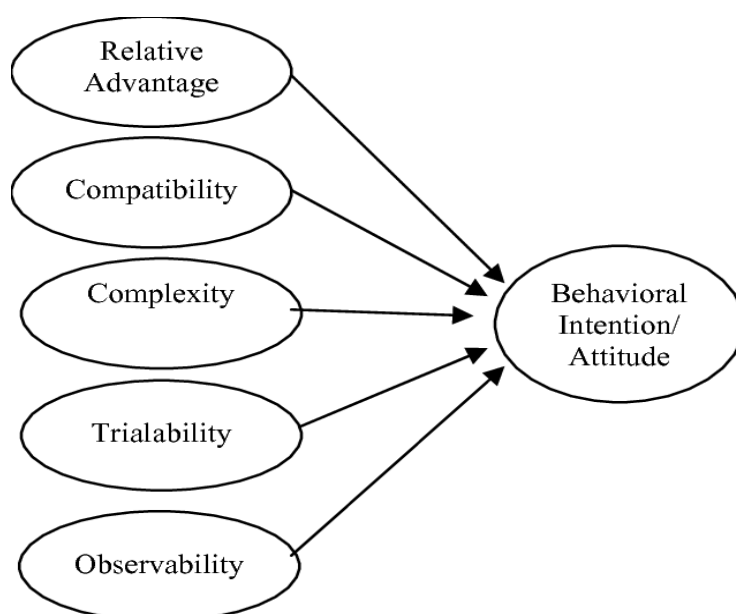 Relative
Advantage
Compatibility
Complexity
Behavioral
Intention/
Attitude
Trialability
Observability